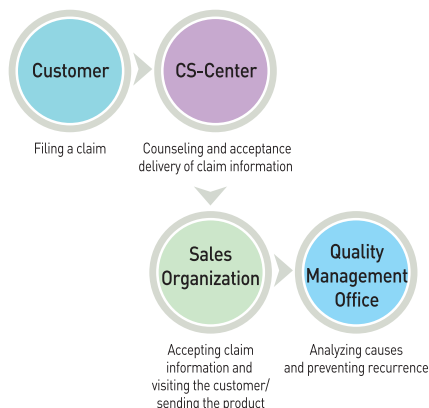 Customer
CS-Center
Filing a claim
Counseling and acceptance
delivery of claim information
Sales
Organization
Quality
Management
Office
Accepting claim
information and
visiting the customer/
sending the product
Analyzing causes
and preventing recurrence